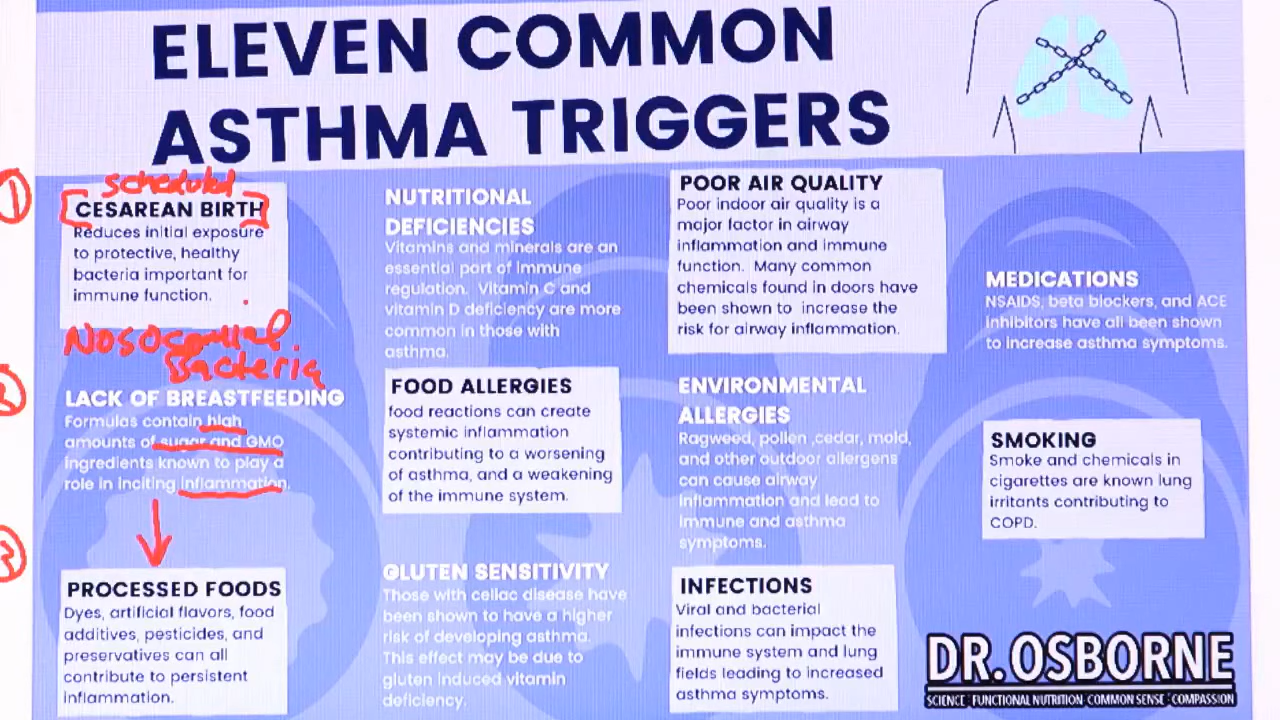 ELEVEN COMMON
ASTHMA TRIGGERS
1
scheduled
CESAREAN BIRTH
Reduces initial exposure
to protective, healthy
bacteria important for
immune function.
Nosocomial
Bacteria
2
LACK OF BREASTFEEDING
Formulas contain high
amounts of sugar and GMO
ingredients known to play a
role in inciting inflammation.
3
PROCESSED FOODS
Dyes, artificial flavors, food
additives, pesticides, and
preservatives can all
contribute to persistent
inflammation.
NUTRITIONAL
DEFICIENCIES
Vitamins and minerals are an
essential part of immune
regulation. Vitamin C and
vitamin D deficiency are more
common in those with
asthma.
FOOD ALLERGIES
food reactions can create
systemic inflammation
contributing to a worsening
of asthma, and a weakening
of the immune system.
GLUTEN SENSITIVITY
Those with celiac disease have
been shown to have a higher
risk of developing asthma.
This effect may be due to
gluten induced vitamin
deficiency.
POOR AIR QUALITY
Poor indoor air quality is a
major factor in airway
inflammation and immune
function. Many common
chemicals found in doors have
been shown to increase the
risk for airway inflammation.
ENVIRONMENTAL
ALLERGIES
Ragweed, pollen ,cedar, mold,
and other outdoor allergens
can cause airway
inflammation and lead to
immune and asthma
symptoms.
INFECTIONS
Viral and bacterial
infections can impact the
immune system and lung
fields leading to increased
asthma symptoms.
MEDICATIONS
NSAIDS, beta blockers, and ACE
inhibitors have all been shown
to increase asthma symptoms.
SMOKING
Smoke and chemicals in
cigarettes are known lung
irritants contributing to
COPD.
DR. OSBORNE
SCIENCE · FUNCTIONAL NUTRITION · COMMON SENSE · COMPASSION